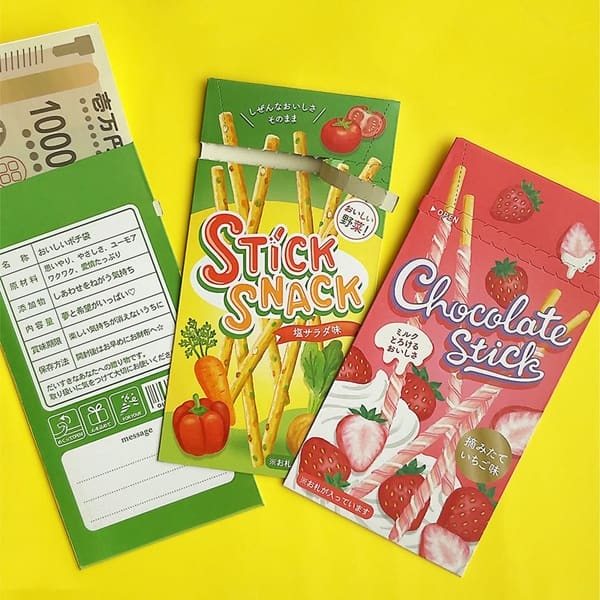 壱万円
1000
名称 おいしいポチ袋
原材料 思いやり、やさしさ、ユーモア
ワクワク、愛情たっぷり
添加物 しあわせをねがう気持ち
内容量 夢と希望がいっぱい♡
賞味期限 楽しい気持ちが消えないうちに
保存方法 開封後はお早めにお財布へ☆
だいすきなあなたへの贈り物です。
取り扱いに気をつけて大切にお使いくださ
FOR YOU
message
しぜんなおいしさ
そのまま
おいしい
野菜!
STICK
SNACK
塩サラダ味
※お札
OPEN
Chocolate
Stick
ミルク
とろける
おいしさ
摘みたて
いちご味
※お札が入っています